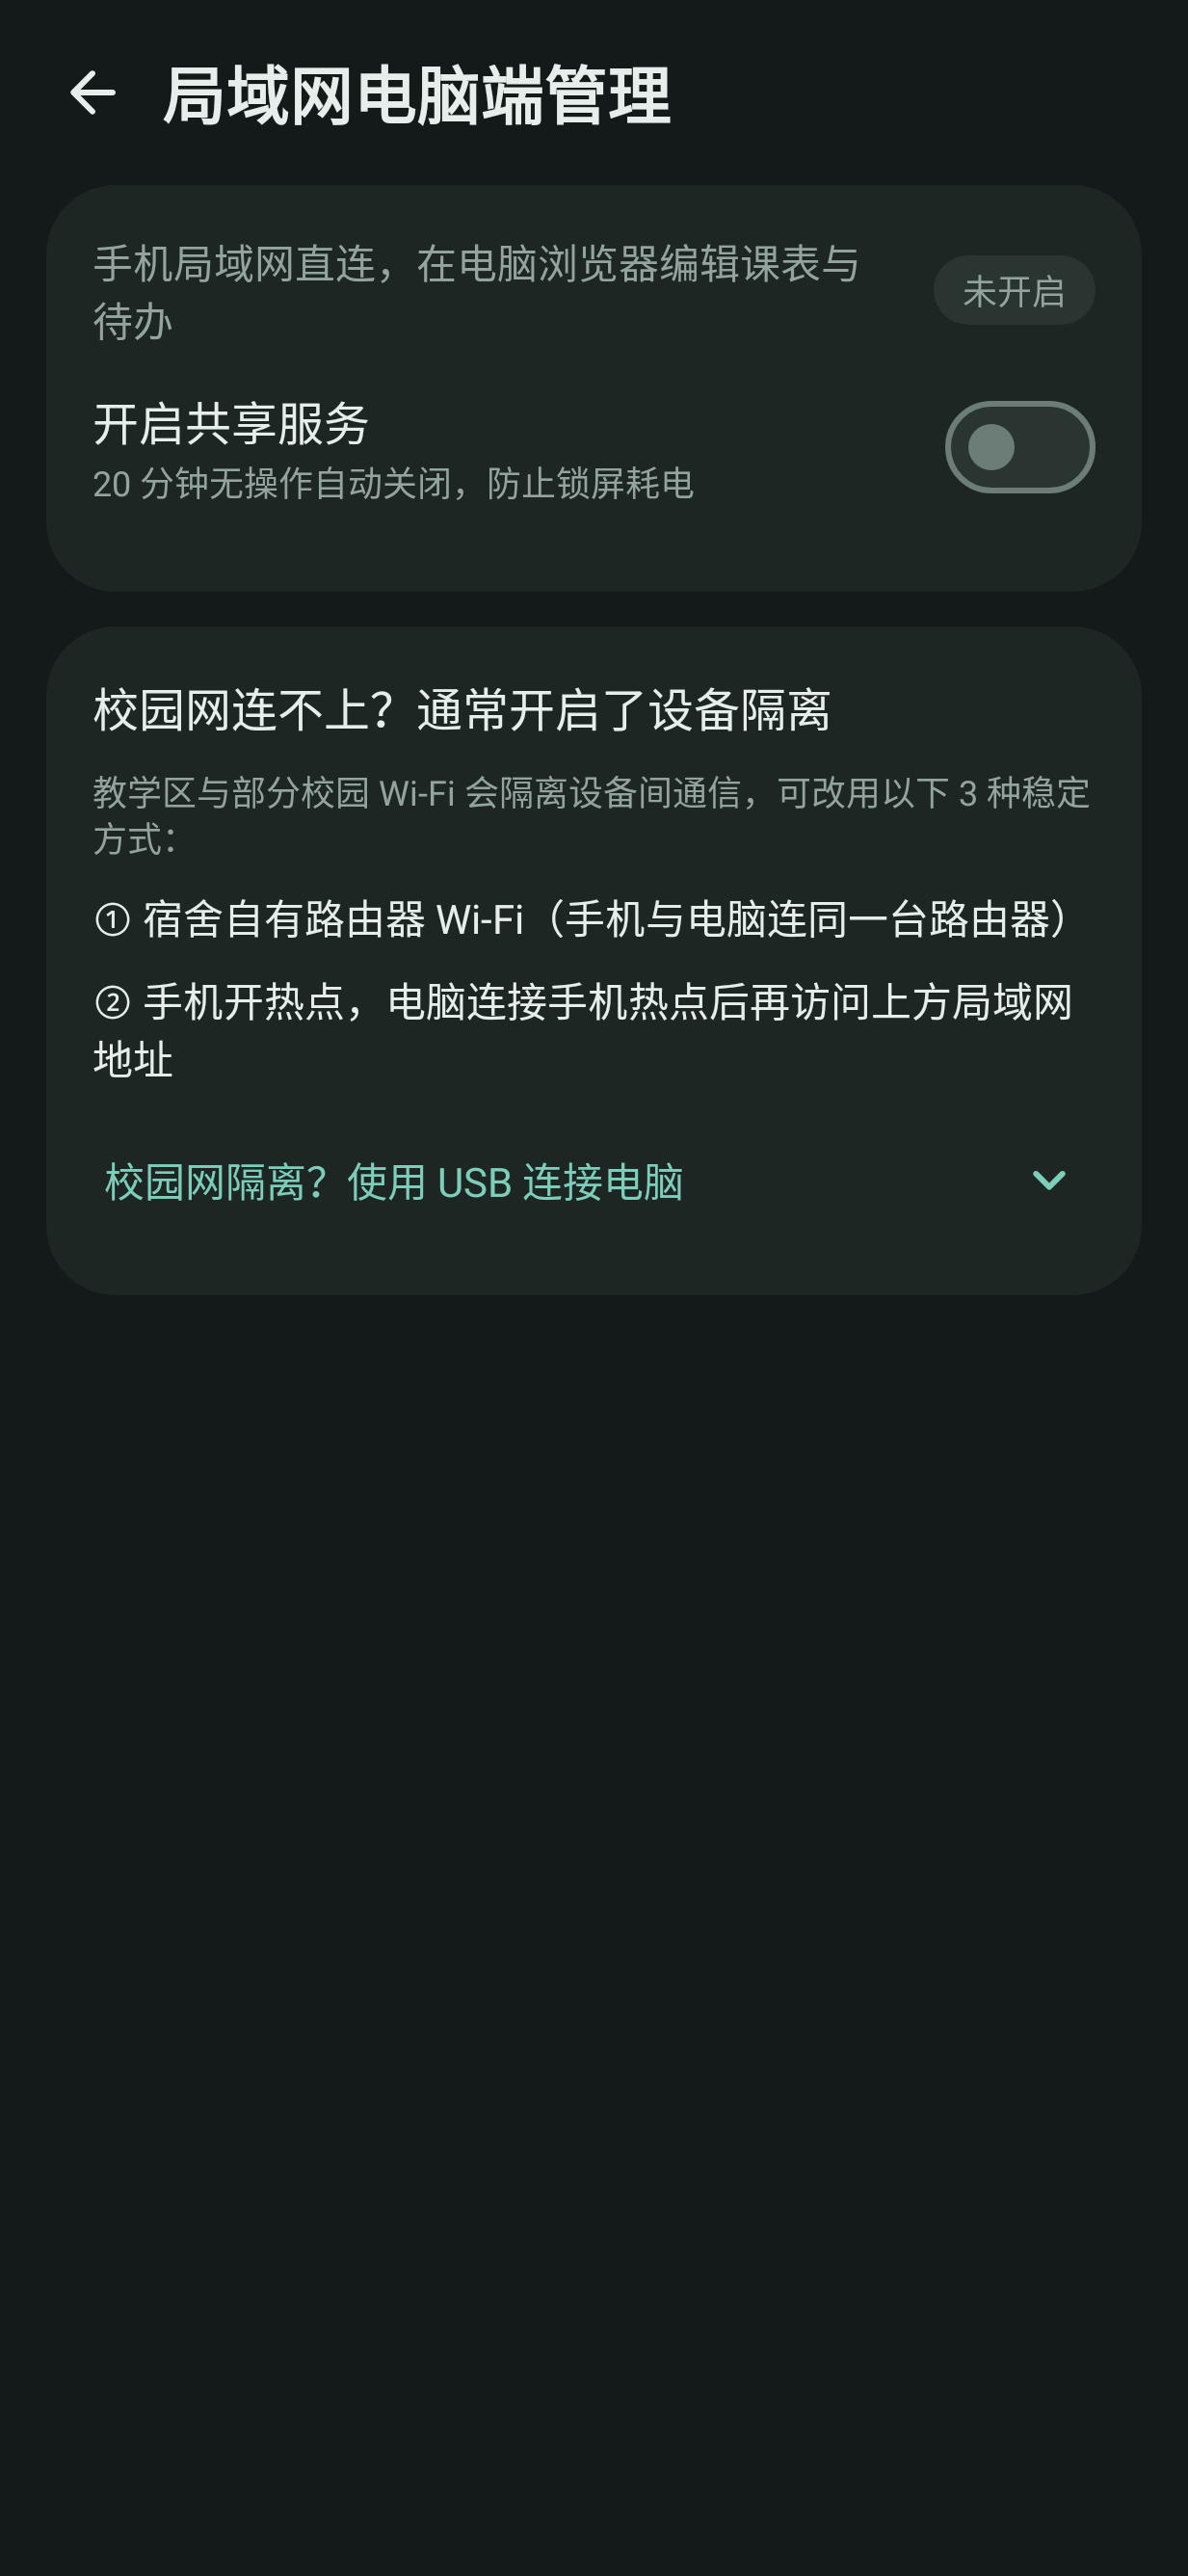 局域网电脑端管理
手机局域网直连，在电脑浏览器编辑课表与
待办
未开启
开启共享服务
20 分钟无操作自动关闭，防止锁屏耗电
校园网连不上？通常开启了设备隔离
教学区与部分校园 Wi-Fi 会隔离设备间通信，可改用以下 3 种稳定
方式：
① 宿舍自有路由器 Wi-Fi（手机与电脑连同一台路由器）
② 手机开热点，电脑连接手机热点后再访问上方局域网
地址
校园网隔离？使用 USB 连接电脑